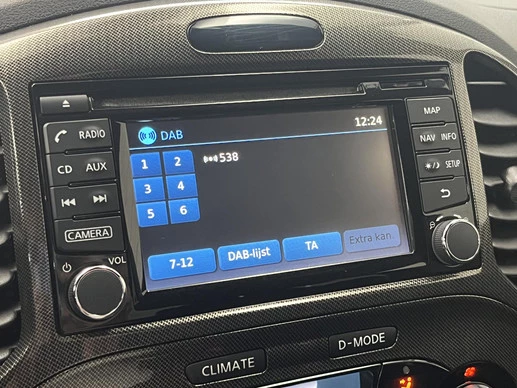 DAB
12:24
1 2
538
3 4
5 6
7-12
DAB-lijst
TA
Extra kan.
RADIO
CD AUX
CAMERA
VOL
MAP
NAV INFO
SETUP
CLIMATE
D-MODE